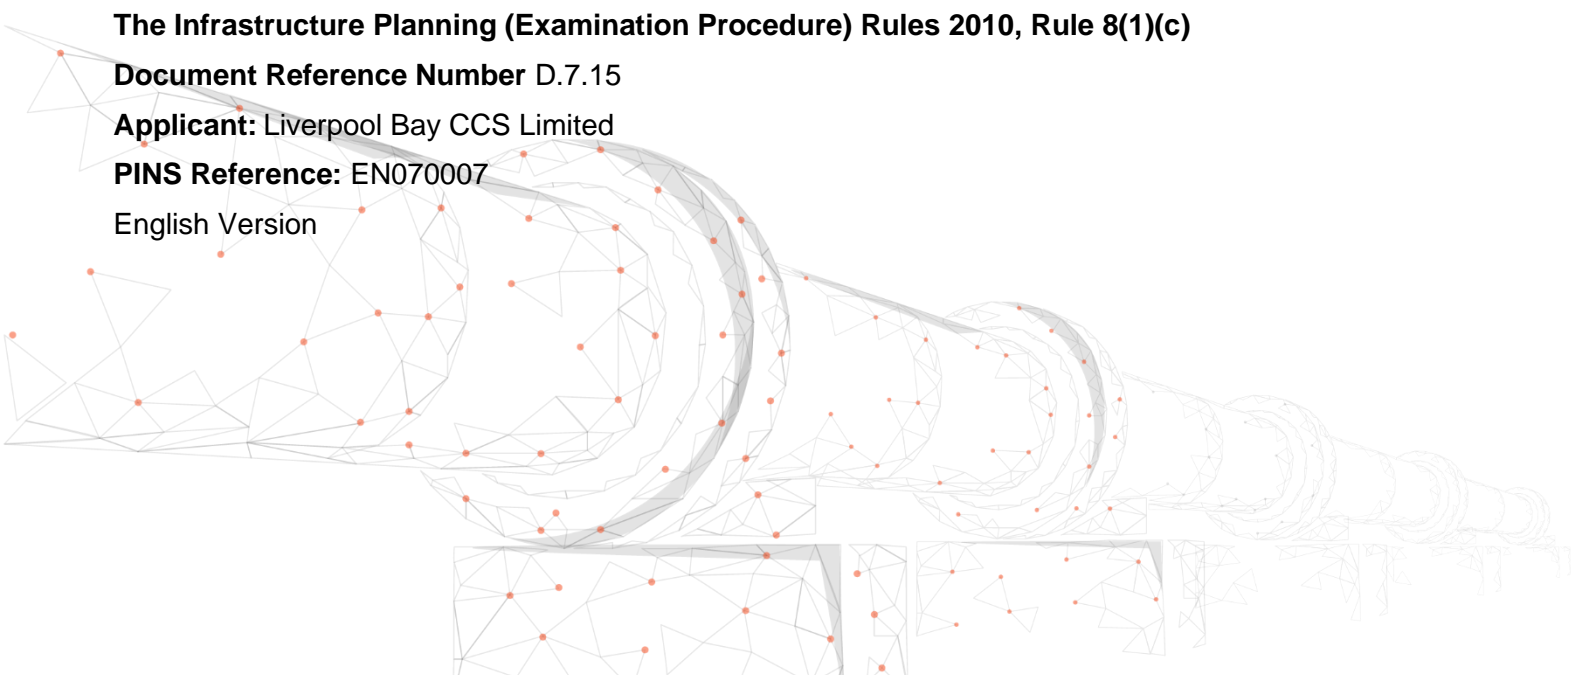 The Infrastructure Planning (Examination Procedure) Rules 2010, Rule 8(1)(c)
Document Reference Number D.7.15
Applicant: Liverpool Bay CCS Limited
PINS Reference: EN070007
English Version